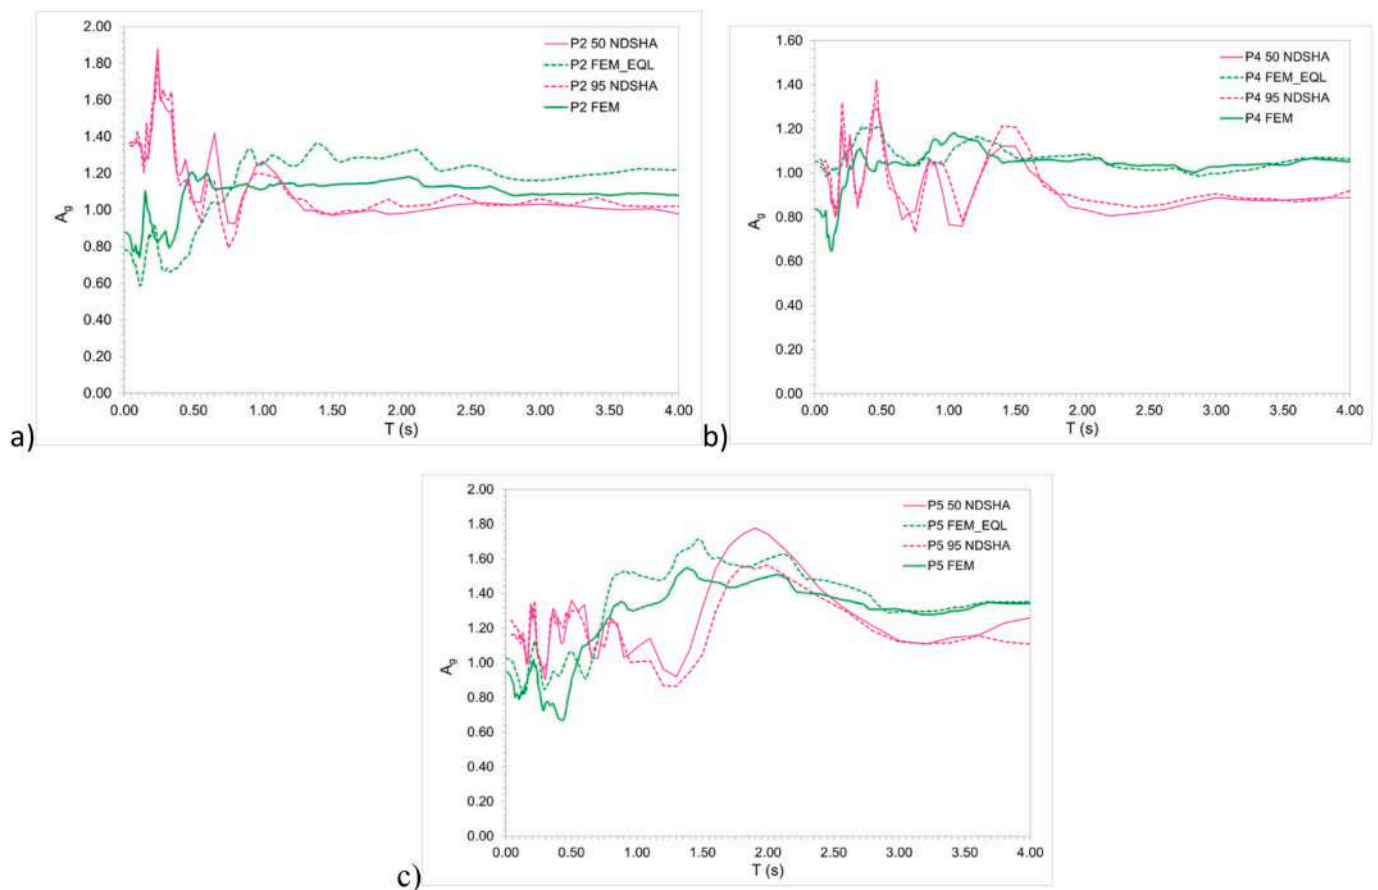 2.00
1.80
1.60
1.40
1.20
1.00
0.80
0.60
0.40
0.20
0.00
Ag
0.00 0.50 1.00 1.50 2.00 2.50 3.00 3.50 4.00
T (s)
P2 50 NDSHA
P2 FEM_EQL
P2 95 NDSHA
P2 FEM
a)
1.60
1.40
1.20
1.00
0.80
0.60
0.40
0.20
0.00
Ag
0.00 0.50 1.00 1.50 2.00 2.50 3.00 3.50 4.00
T (s)
P4 50 NDSHA
P4 FEM_EQL
P4 95 NDSHA
P4 FEM
b)
2.00
1.80
1.60
1.40
1.20
1.00
0.80
0.60
0.40
0.20
0.00
Ag
0.00 0.50 1.00 1.50 2.00 2.50 3.00 3.50 4.00
T (s)
P5 50 NDSHA
P5 FEM_EQL
P5 95 NDSHA
P5 FEM
c)